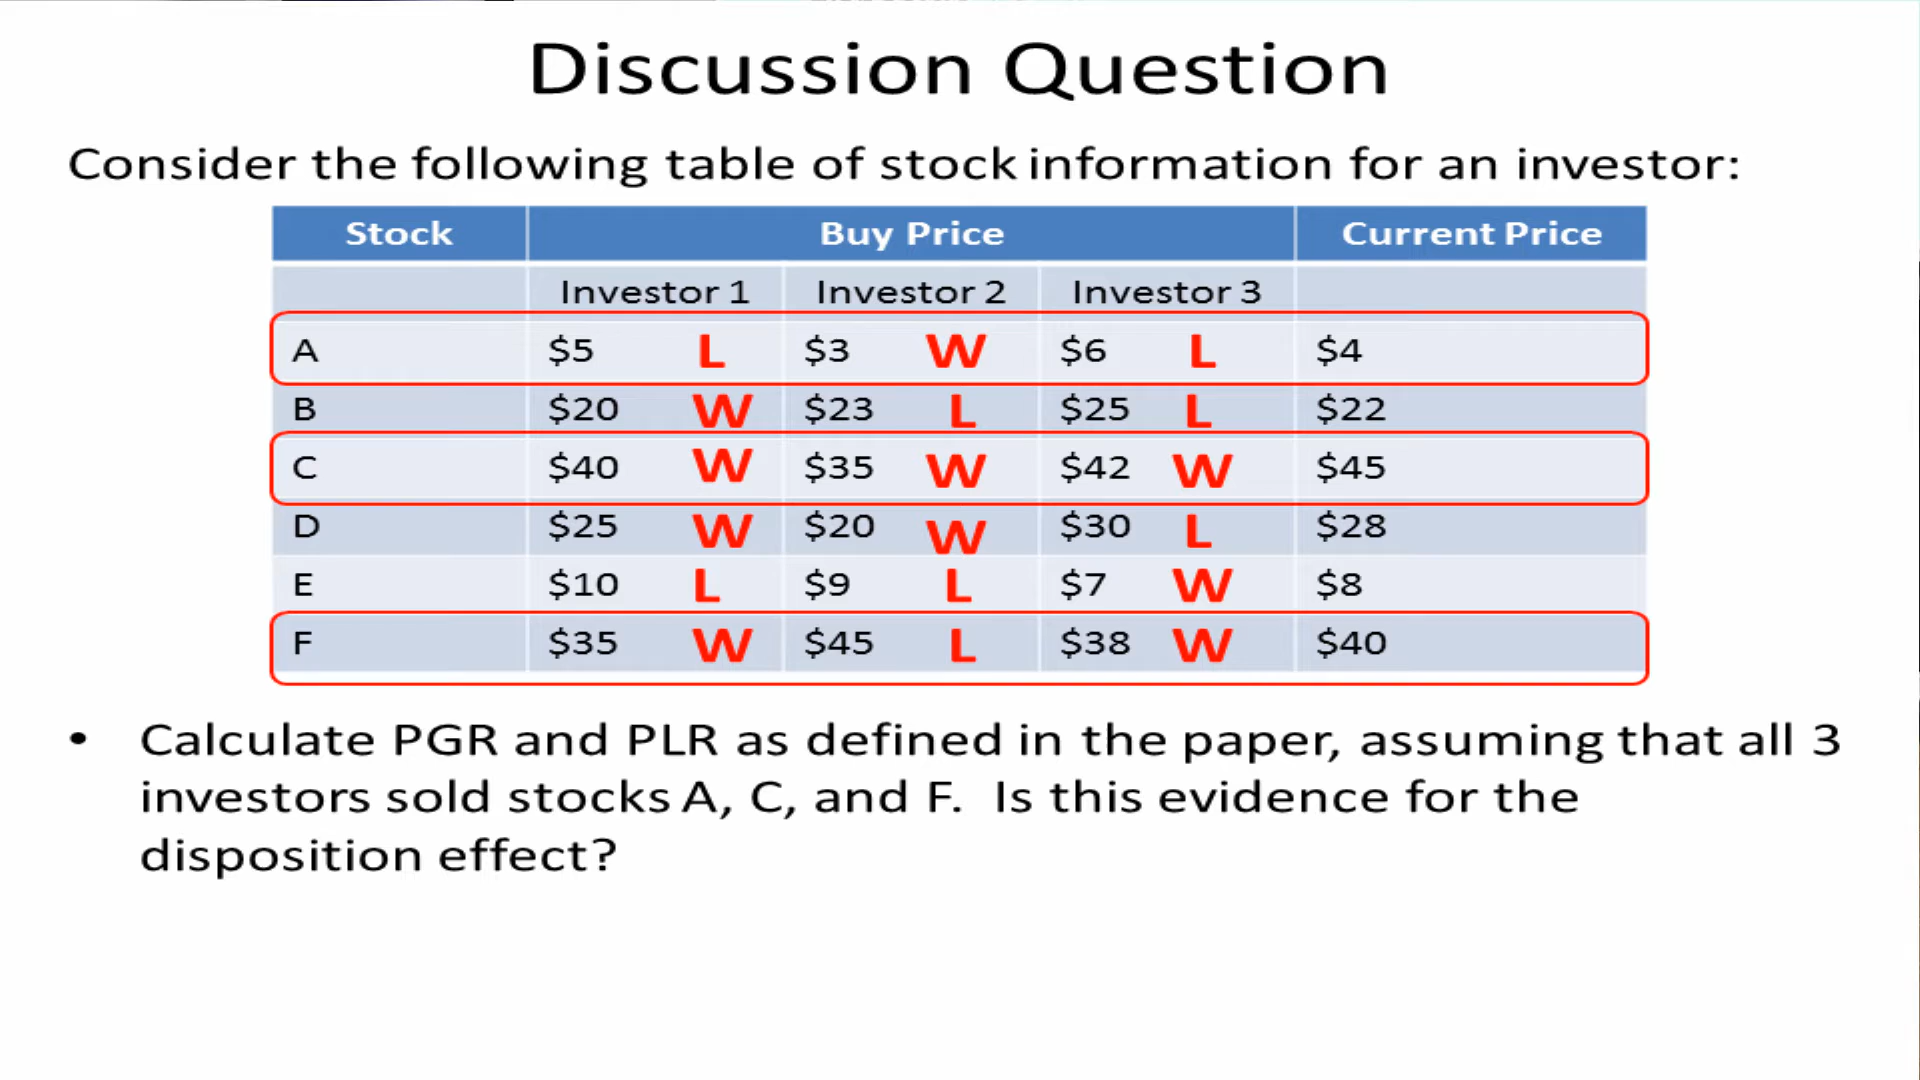 Discussion Question
Consider the following table of stock information for an investor:
Stock Buy Price Current Price
Investor 1 Investor 2 Investor 3
A $5 L $3 W $6 L $4
B $20 W $23 L $25 L $22
C $40 W $35 W $42 W $45
D $25 W $20 W $30 L $28
E $10 L $9 L $7 W $8
F $35 W $45 L $38 W $40
• Calculate PGR and PLR as defined in the paper, assuming that all 3
investors sold stocks A, C, and F. Is this evidence for the
disposition effect?